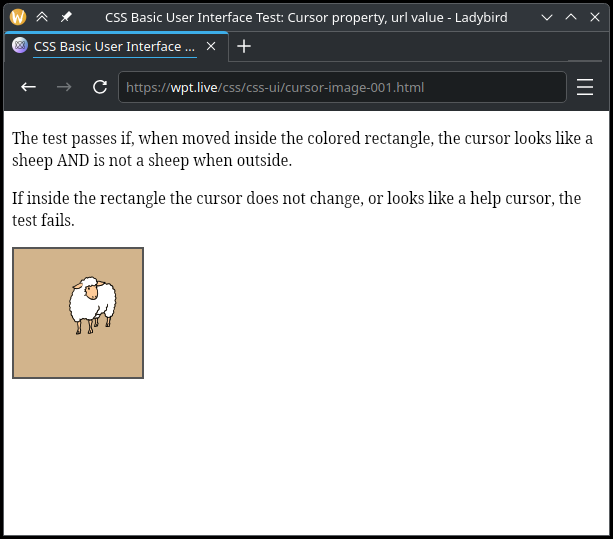 CSS Basic User Interface Test: Cursor property, url value - Ladybird
CSS Basic User Interface ...
https://wpt.live/css/css-ui/cursor-image-001.html
The test passes if, when moved inside the colored rectangle, the cursor looks like a
sheep AND is not a sheep when outside.
If inside the rectangle the cursor does not change, or looks like a help cursor, the
test fails.